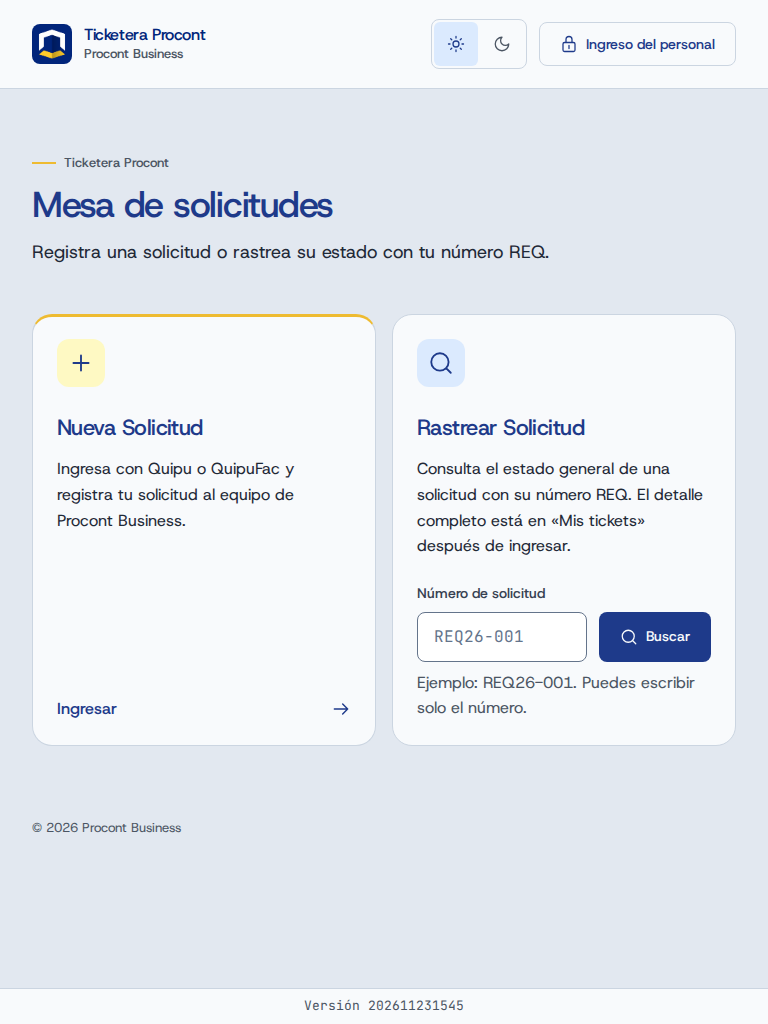 Ticketera Procont
Procont Business
Ingreso del personal
Ticketera Procont
Mesa de solicitudes
Registra una solicitud o rastrea su estado con tu número REQ.
Nueva Solicitud
Ingresa con Quipu o QuipuFac y
registra tu solicitud al equipo de
Procont Business.
Ingresar
Rastrear Solicitud
Consulta el estado general de una
solicitud con su número REQ. El detalle
completo está en «Mis tickets»
después de ingresar.
Número de solicitud
REQ26-001
Buscar
Ejemplo: REQ26-001. Puedes escribir
solo el número.
© 2026 Procont Business
Versión 202611231545